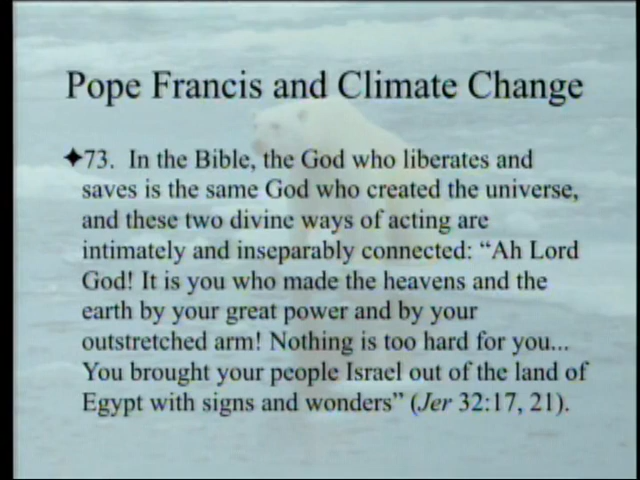 Pope Francis and Climate Change
✦73. In the Bible, the God who liberates and
saves is the same God who created the universe,
and these two divine ways of acting are
intimately and inseparably connected: “Ah Lord
God! It is you who made the heavens and the
earth by your great power and by your
outstretched arm! Nothing is too hard for you...
You brought your people Israel out of the land of
Egypt with signs and wonders” (Jer 32:17, 21).